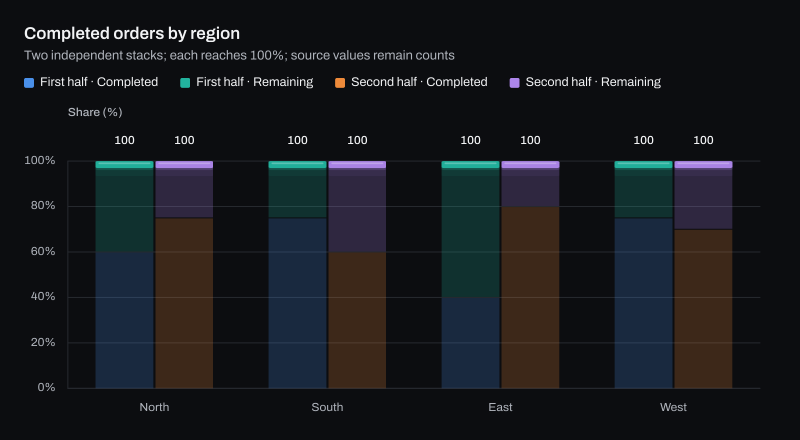 Completed orders by region
Two independent stacks; each reaches 100%; source values remain counts
First half · Completed First half · Remaining Second half · Completed Second half · Remaining
Share (%)
100 100 100 100 100 100 100 100
100%
80%
60%
40%
20%
0%
North South East West